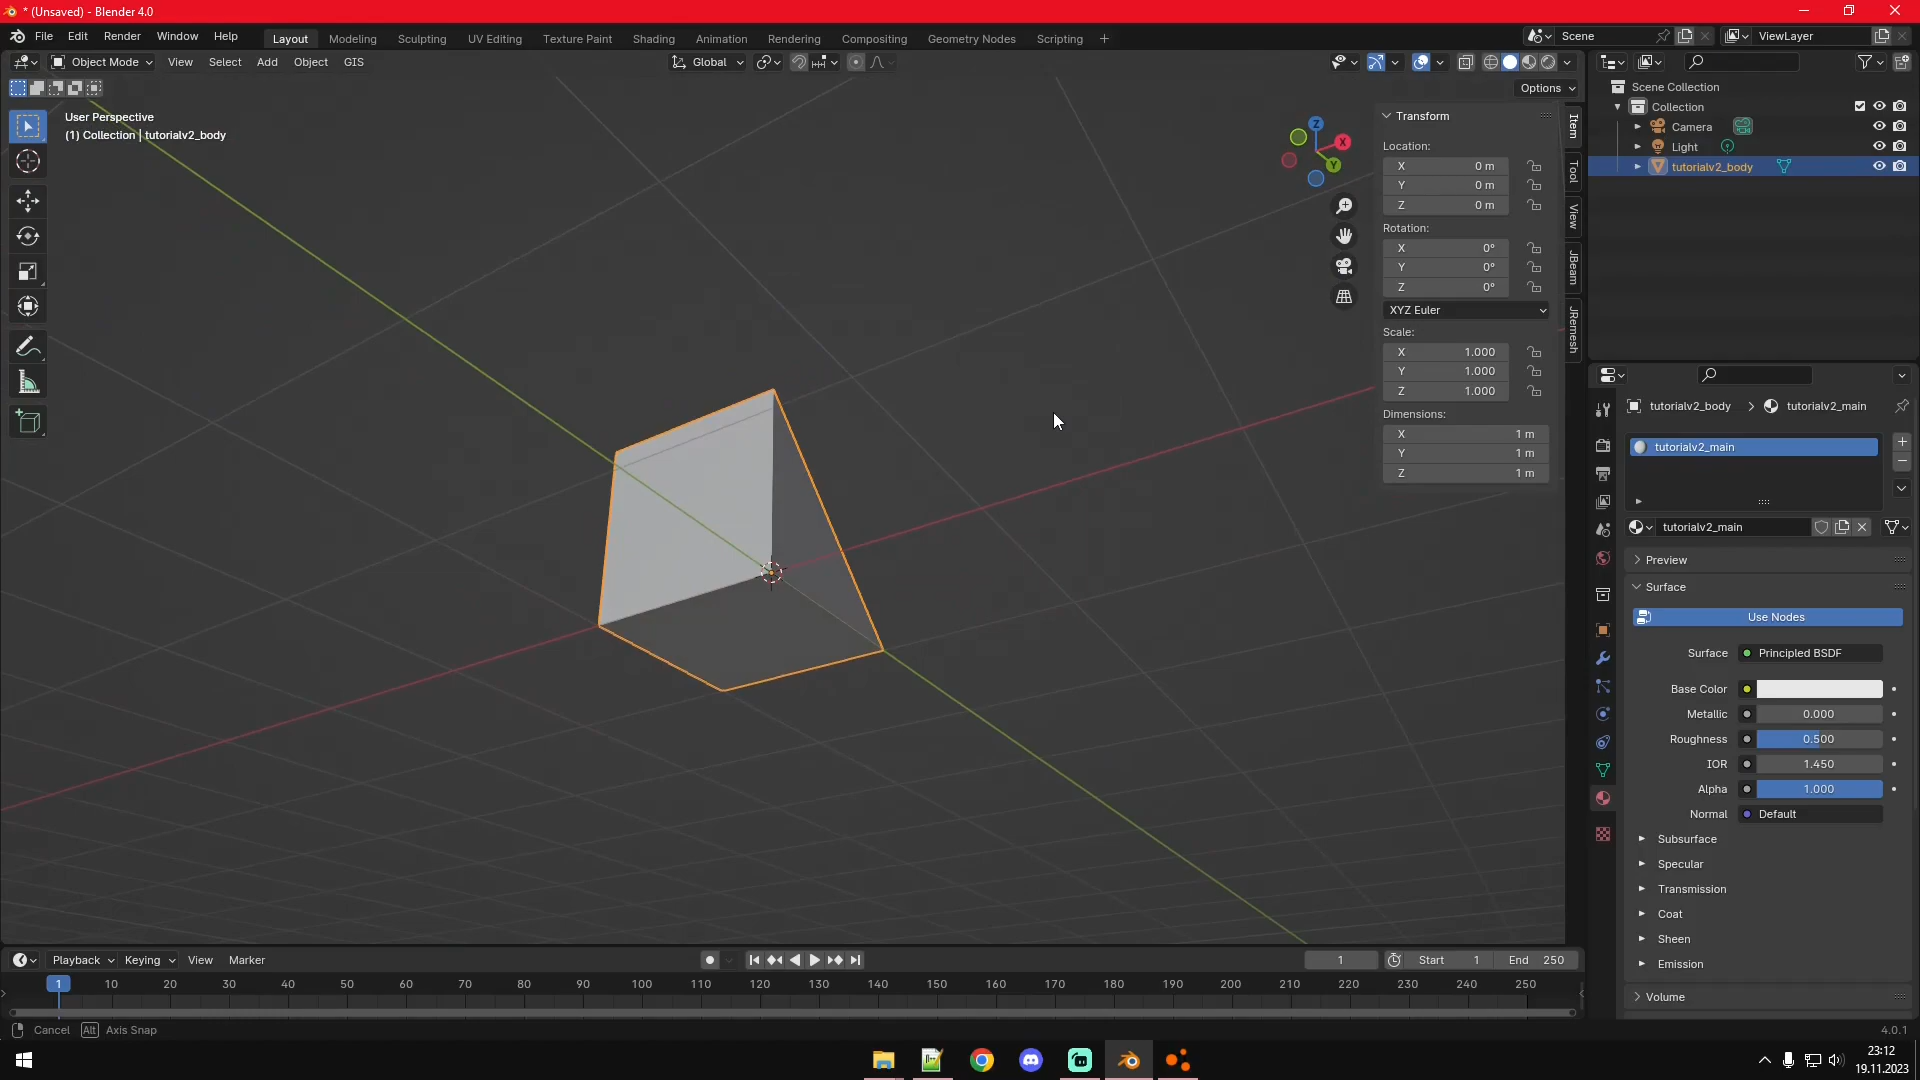 * (Unsaved) - Blender 4.0
File Edit Render Window Help
Layout Modeling Sculpting UV Editing Texture Paint Shading Animation Rendering Compositing Geometry Nodes Scripting +
Scene
ViewLayer
Object Mode View Select Add Object GIS
Global
Options
User Perspective
(1) Collection | tutorialv2_body
Z
X
Y
Transform
Location:
X 0 m
Y 0 m
Z 0 m
Rotation:
X 0°
Y 0°
Z 0°
XYZ Euler
Scale:
X 1.000
Y 1.000
Z 1.000
Dimensions:
X 1 m
Y 1 m
Z 1 m
Item
Tool
View
JBeam
JRemesh
Scene Collection
Collection
Camera
Light
tutorialv2_body
tutorialv2_body > tutorialv2_main
tutorialv2_main
tutorialv2_main
Preview
Surface
Use Nodes
Surface Principled BSDF
Base Color
Metallic 0.000
Roughness 0.500
IOR 1.450
Alpha 1.000
Normal Default
Subsurface
Specular
Transmission
Coat
Sheen
Emission
Volume
Playback Keying View Marker
1 Start 1 End 250
1 10 20 30 40 50 60 70 80 90 100 110 120 130 140 150 160 170 180 190 200 210 220 230 240 250
Cancel Alt Axis Snap
4.0.1
23:12
19.11.2023